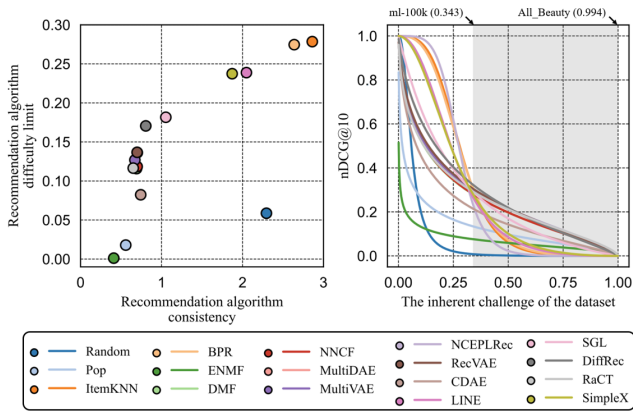 ml-100k (0.343)
All_Beauty (0.994)
0.30
0.25
0.20
0.15
0.10
0.05
0.00
Recommendation algorithm
difficulty limit
0
1
2
3
Recommendation algorithm
consistency
1.0
0.8
0.6
0.4
0.2
0.0
nDCG@10
0.00
0.25
0.50
0.75
1.00
The inherent challenge of the dataset
Random
Pop
ItemKNN
BPR
ENMF
DMF
NNCF
MultiDAE
MultiVAE
NCEPLRec
RecVAE
CDAE
LINE
SGL
DiffRec
RaCT
SimpleX